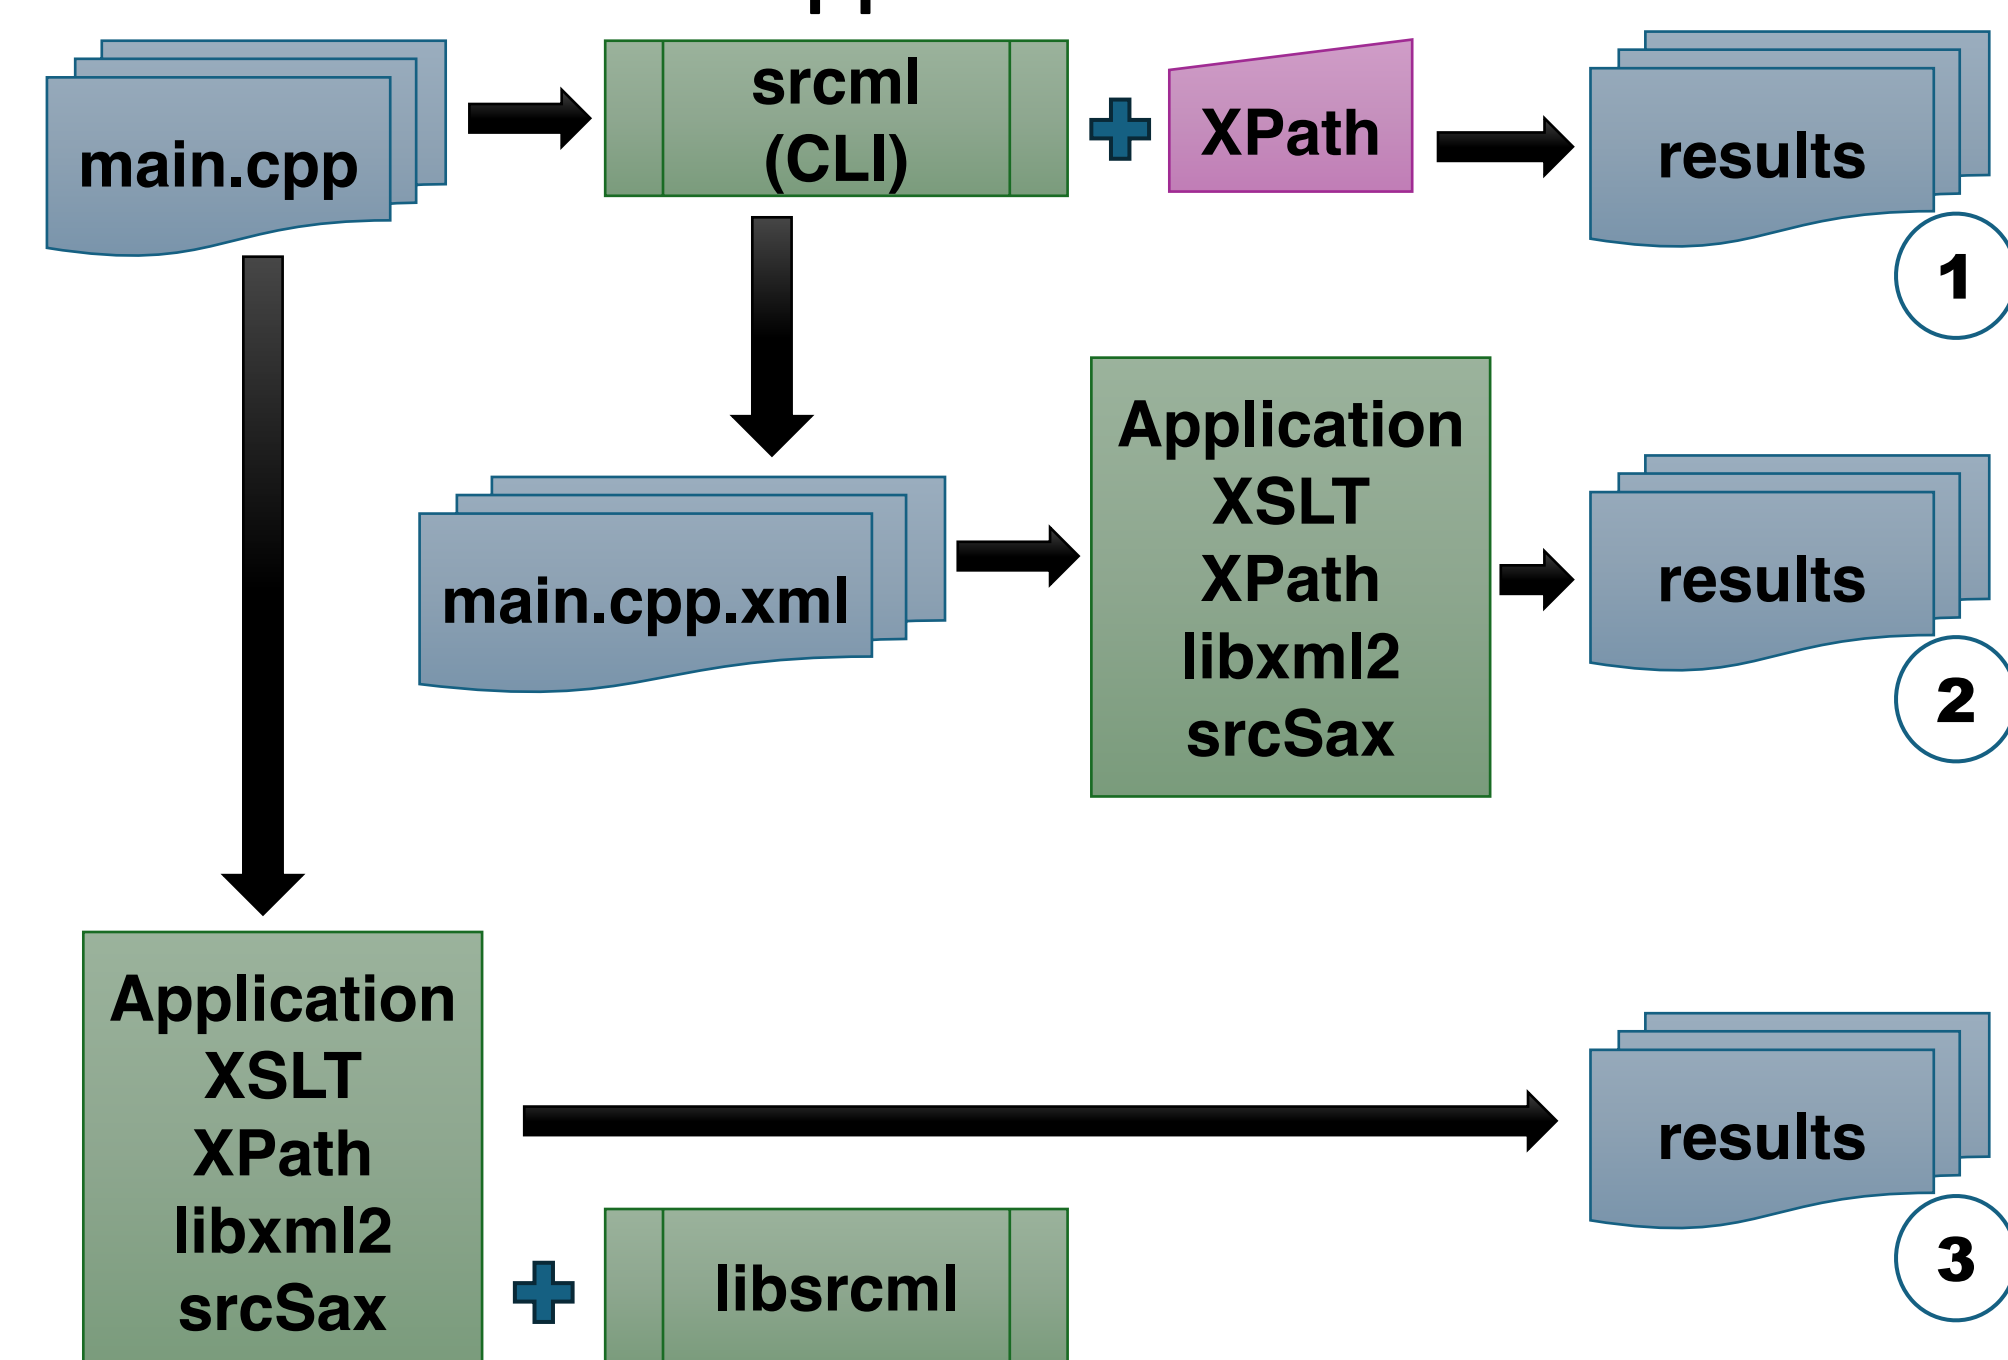 main.cpp
srcml
(CLI)
XPath
results
1
main.cpp.xml
Application
XSLT
XPath
libxml2
srcSax
results
2
Application
XSLT
XPath
libxml2
srcSax
libsrcml
results
3